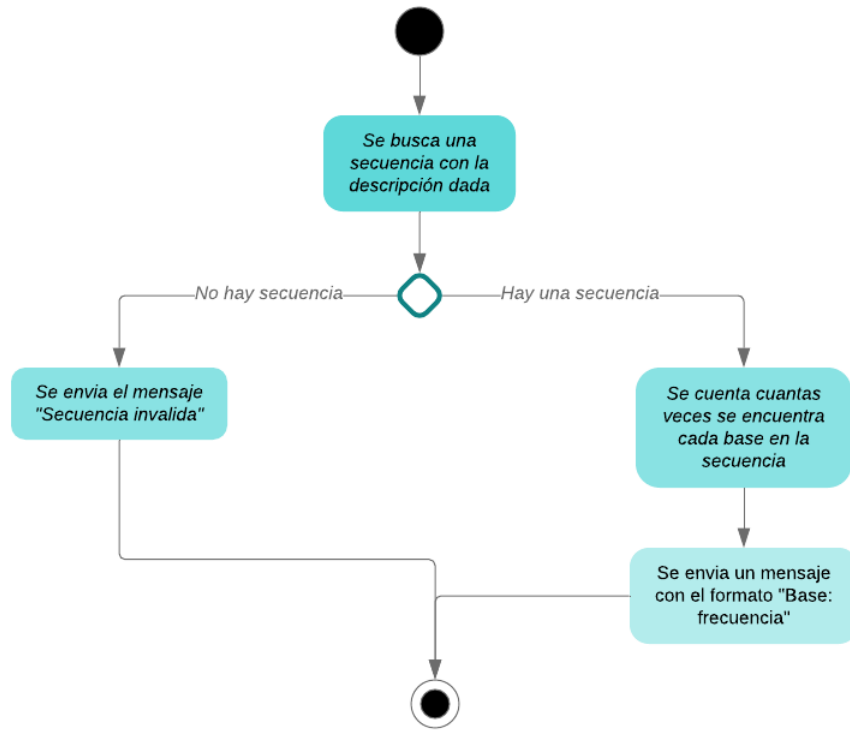 Se busca una
secuencia con la
descripción dada
No hay secuencia
Hay una secuencia
Se envia el mensaje
"Secuencia invalida"
Se cuenta cuantas
veces se encuentra
cada base en la
secuencia
Se envia un mensaje
con el formato "Base:
frecuencia"